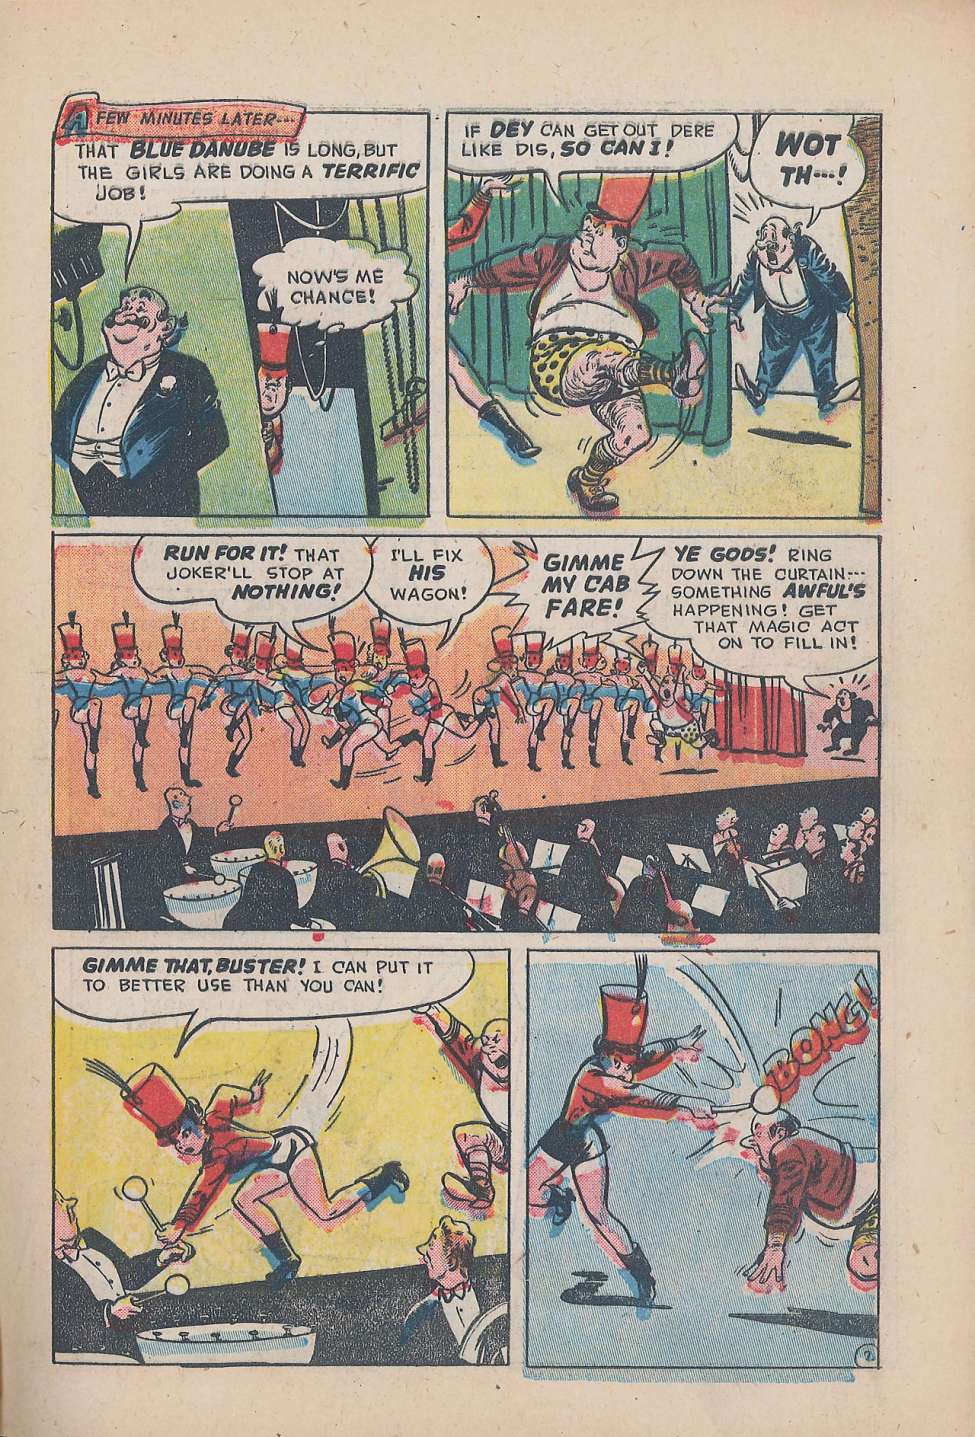 A FEW MINUTES LATER---
THAT BLUE DANUBE IS LONG, BUT
THE GIRLS ARE DOING A TERRIFIC
JOB!
NOW'S ME
CHANCE!
IF DEY CAN GET OUT DERE
LIKE DIS, SO CAN I!
WOT
TH---!
RUN FOR IT! THAT
JOKER'LL STOP AT
NOTHING!
I'LL FIX
HIS
WAGON!
GIMME
MY CAB
FARE!
YE GODS! RING
DOWN THE CURTAIN---
SOMETHING AWFUL'S
HAPPENING! GET
THAT MAGIC ACT
ON TO FILL IN!
GIMME THAT, BUSTER! I CAN PUT IT
TO BETTER USE THAN YOU CAN!
BONG!
7